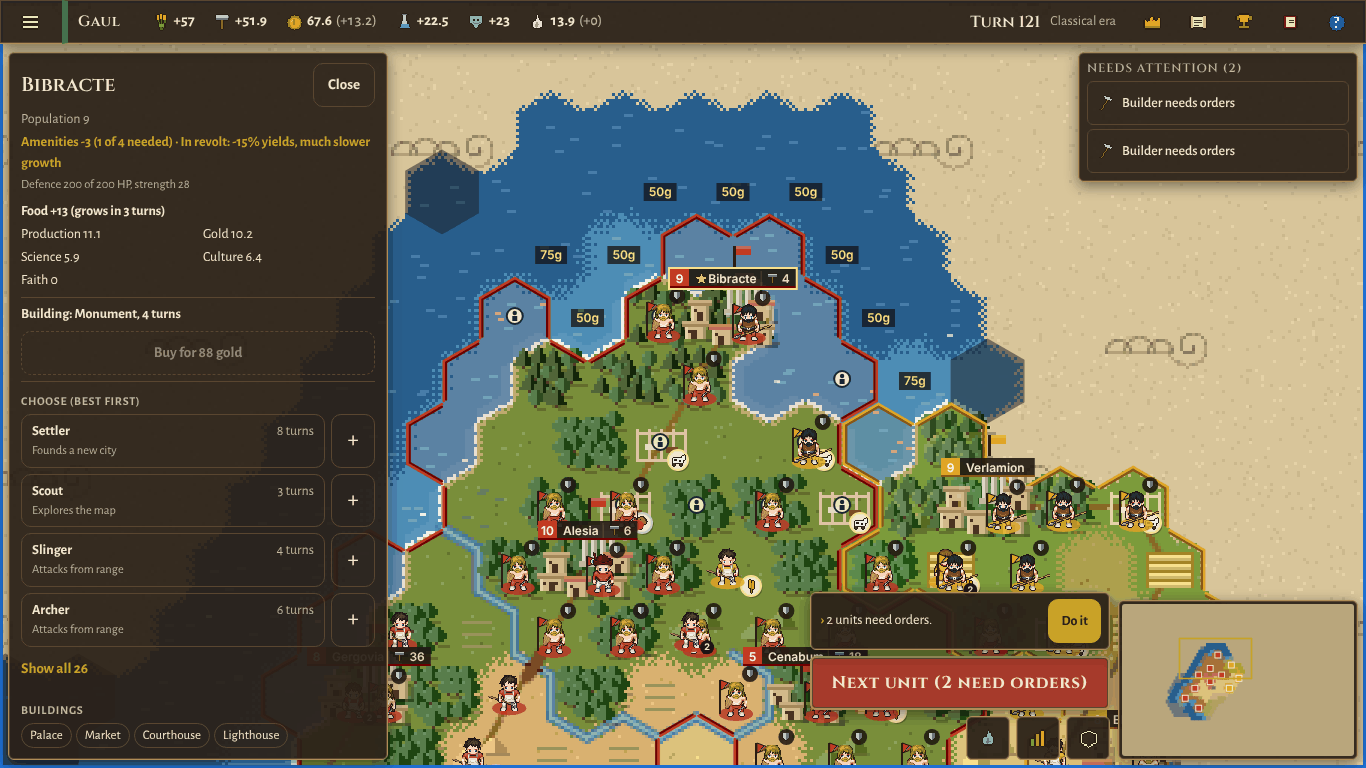 GAUL
+57
+51.9
67.6 (+13.2)
+22.5
+23
13.9 (+0)
TURN 121 Classical era
BIBRACTE
Close
Population 9
Amenities -3 (1 of 4 needed) · In revolt: -15% yields, much slower
growth
Defence 200 of 200 HP, strength 28
Food +13 (grows in 3 turns)
Production 11.1 Gold 10.2
Science 5.9 Culture 6.4
Faith 0
Building: Monument, 4 turns
Buy for 88 gold
CHOOSE (BEST FIRST)
Settler 8 turns
Founds a new city
+
Scout 3 turns
Explores the map
+
Slinger 4 turns
Attacks from range
+
Archer 6 turns
Attacks from range
+
Show all 26
BUILDINGS
Palace
Market
Courthouse
Lighthouse
NEEDS ATTENTION (2)
Builder needs orders
Builder needs orders
50g 50g 50g
75g 50g 50g
9 Bibracte 4
50g 50g
75g
9 Verlamion
10 Alesia 6
2
2
8 Gergovia 36
5 Cenabum 18
› 2 units need orders.
Do it
NEXT UNIT (2 NEED ORDERS)